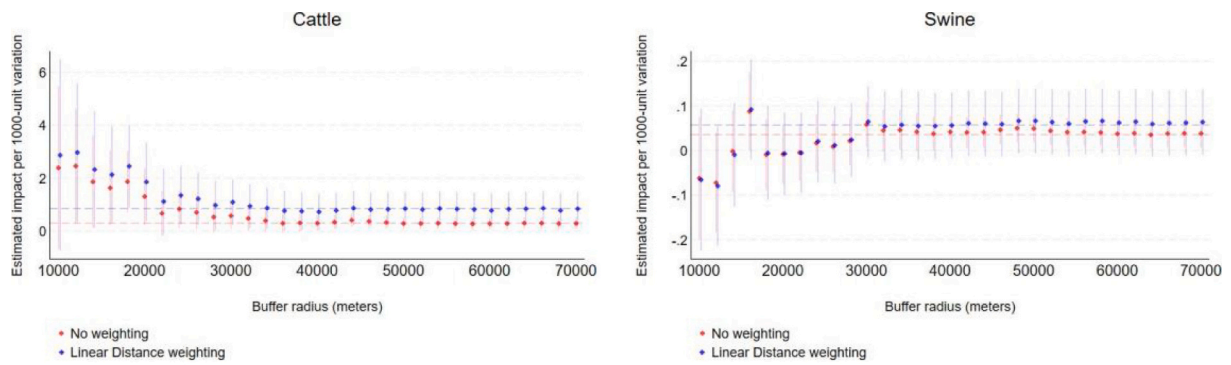 Cattle
Estimated impact per 1000-unit variation
6
4
2
0
10000 20000 30000 40000 50000 60000 70000
Buffer radius (meters)
No weighting
Linear Distance weighting
Swine
Estimated impact per 1000-unit variation
.2
.1
0
-.1
-.2
10000 20000 30000 40000 50000 60000 70000
Buffer radius (meters)
No weighting
Linear Distance weighting